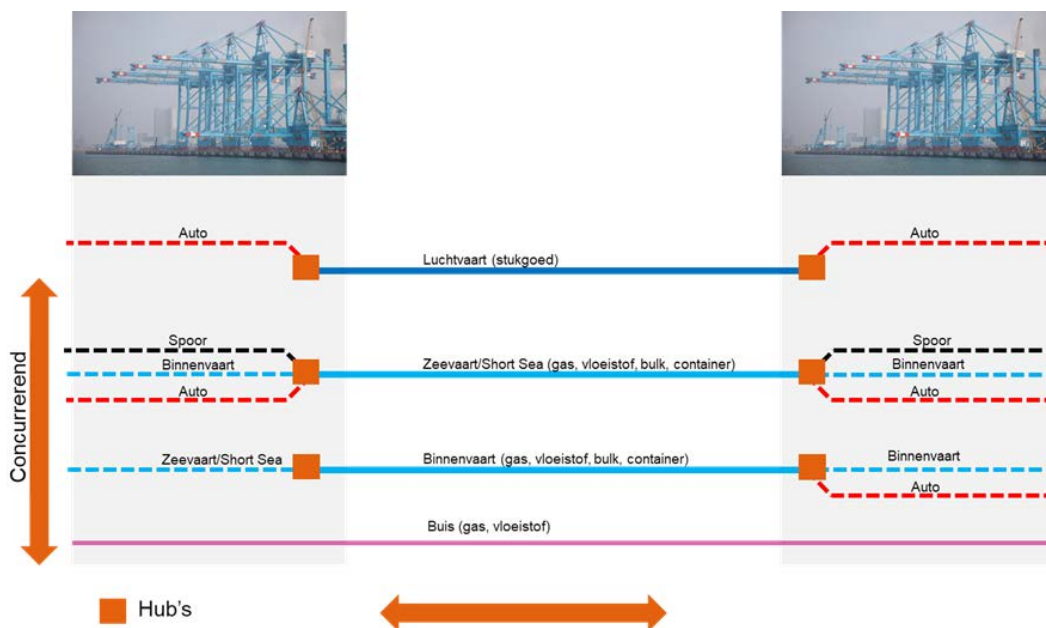 Auto
Auto
Luchtvaart (stukgoed)
Spoor
Spoor
Binnenvaart
Zeevaart/Short Sea (gas, vloeistof, bulk, container)
Binnenvaart
Auto
Auto
Concurrerend
Zeevaart/Short Sea
Binnenvaart (gas, vloeistof, bulk, container)
Binnenvaart
Auto
Buis (gas, vloeistof)
Hub's